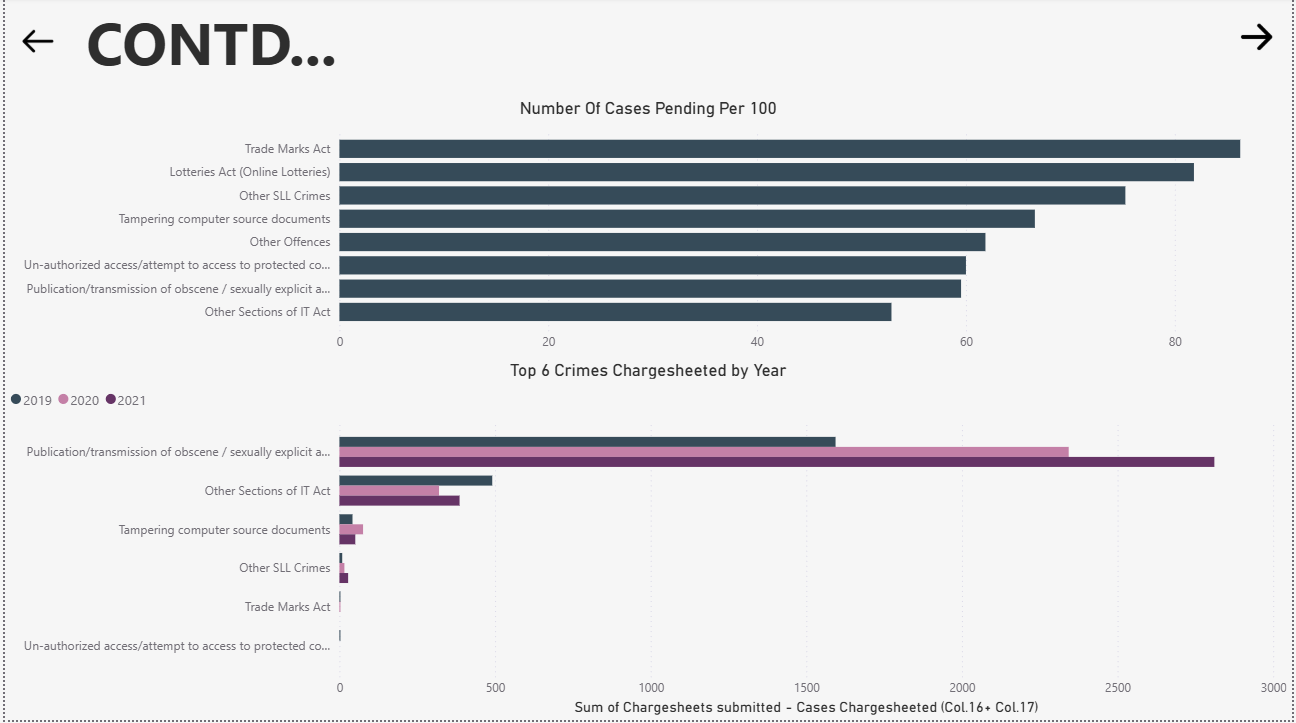 CONTD...
Number Of Cases Pending Per 100
Trade Marks Act
Lotteries Act (Online Lotteries)
Other SLL Crimes
Tampering computer source documents
Other Offences
Un-authorized access/attempt to access to protected co...
Publication/transmission of obscene / sexually explicit a...
Other Sections of IT Act
0 20 40 60 80
Top 6 Crimes Chargesheeted by Year
2019 2020 2021
Publication/transmission of obscene / sexually explicit a...
Other Sections of IT Act
Tampering computer source documents
Other SLL Crimes
Trade Marks Act
Un-authorized access/attempt to access to protected co...
0 500 1000 1500 2000 2500 3000
Sum of Chargesheets submitted - Cases Chargesheeted (Col.16+ Col.17)